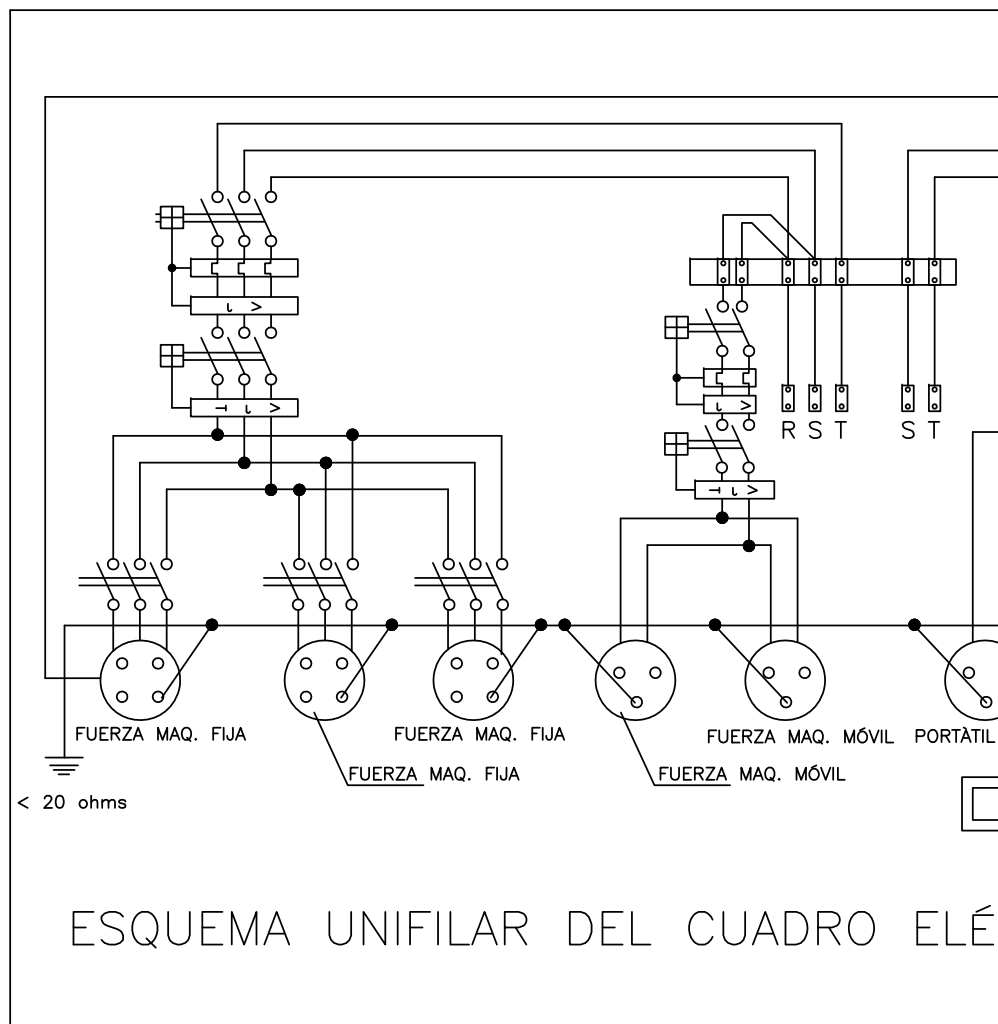 R S T S T
FUERZA MAQ. FIJA
FUERZA MAQ. FIJA
FUERZA MAQ. MÓVIL
PORTÀTIL
FUERZA MAQ. FIJA
FUERZA MAQ. MÓVIL
< 20 ohms
ESQUEMA UNIFILAR DEL CUADRO ELÉ